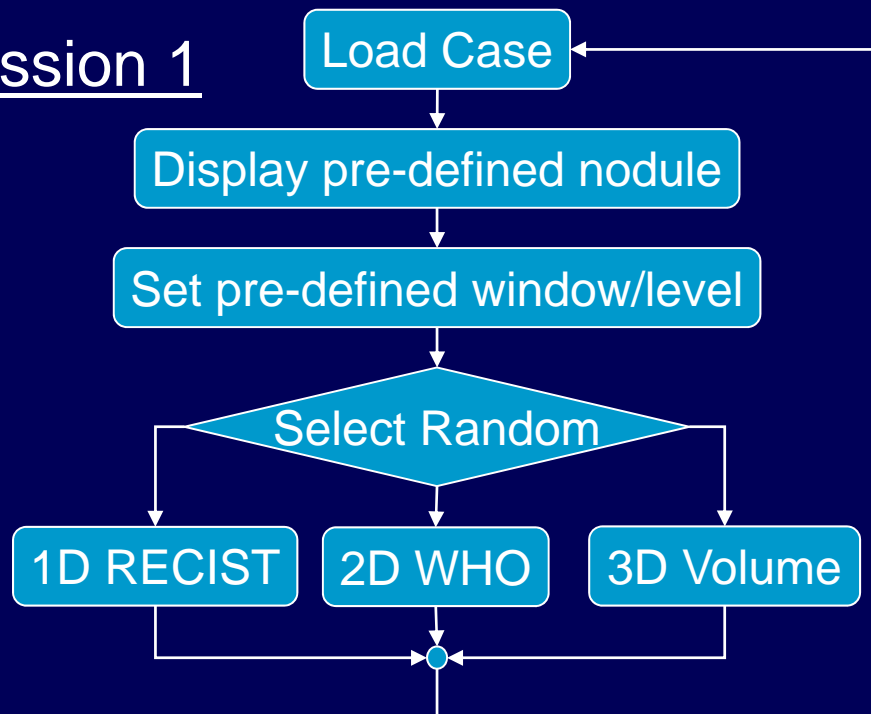 ssion 1
Load Case
Display pre-defined nodule
Set pre-defined window/level
Select Random
1D RECIST
2D WHO
3D Volume